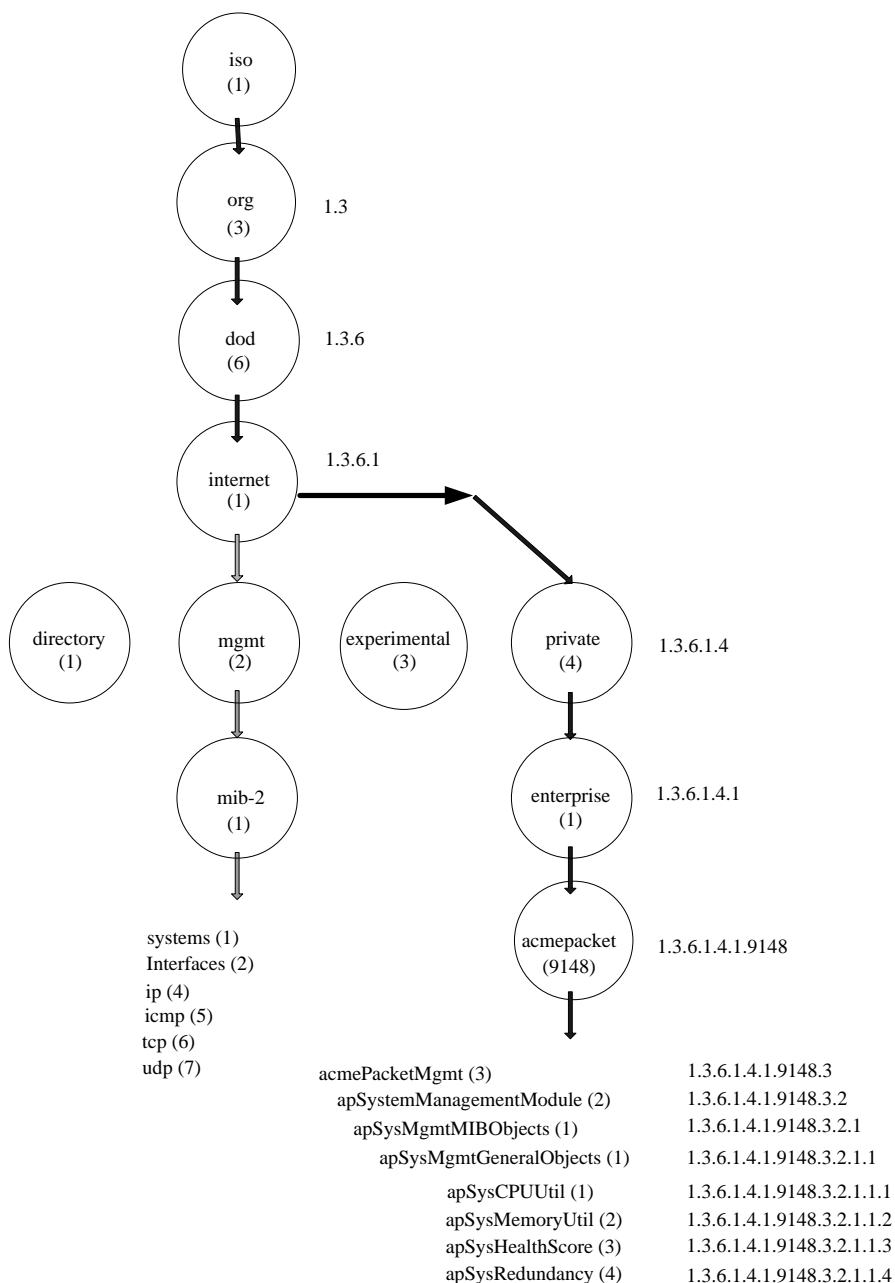 iso
(1)
org
(3)
1.3
dod
(6)
1.3.6
internet
(1)
1.3.6.1
directory
(1)
mgmt
(2)
experimental
(3)
private
(4)
1.3.6.1.4
mib-2
(1)
enterprise
(1)
1.3.6.1.4.1
acmepacket
(9148)
1.3.6.1.4.1.9148
systems (1)
Interfaces (2)
ip (4)
icmp (5)
tcp (6)
udp (7)
acmePacketMgmt (3) 1.3.6.1.4.1.9148.3
apSystemManagementModule (2) 1.3.6.1.4.1.9148.3.2
apSysMgmtMIBObjects (1) 1.3.6.1.4.1.9148.3.2.1
apSysMgmtGeneralObjects (1) 1.3.6.1.4.1.9148.3.2.1.1
apSysCPUUtil (1) 1.3.6.1.4.1.9148.3.2.1.1.1
apSysMemoryUtil (2) 1.3.6.1.4.1.9148.3.2.1.1.2
apSysHealthScore (3) 1.3.6.1.4.1.9148.3.2.1.1.3
apSysRedundancy (4) 1.3.6.1.4.1.9148.3.2.1.1.4